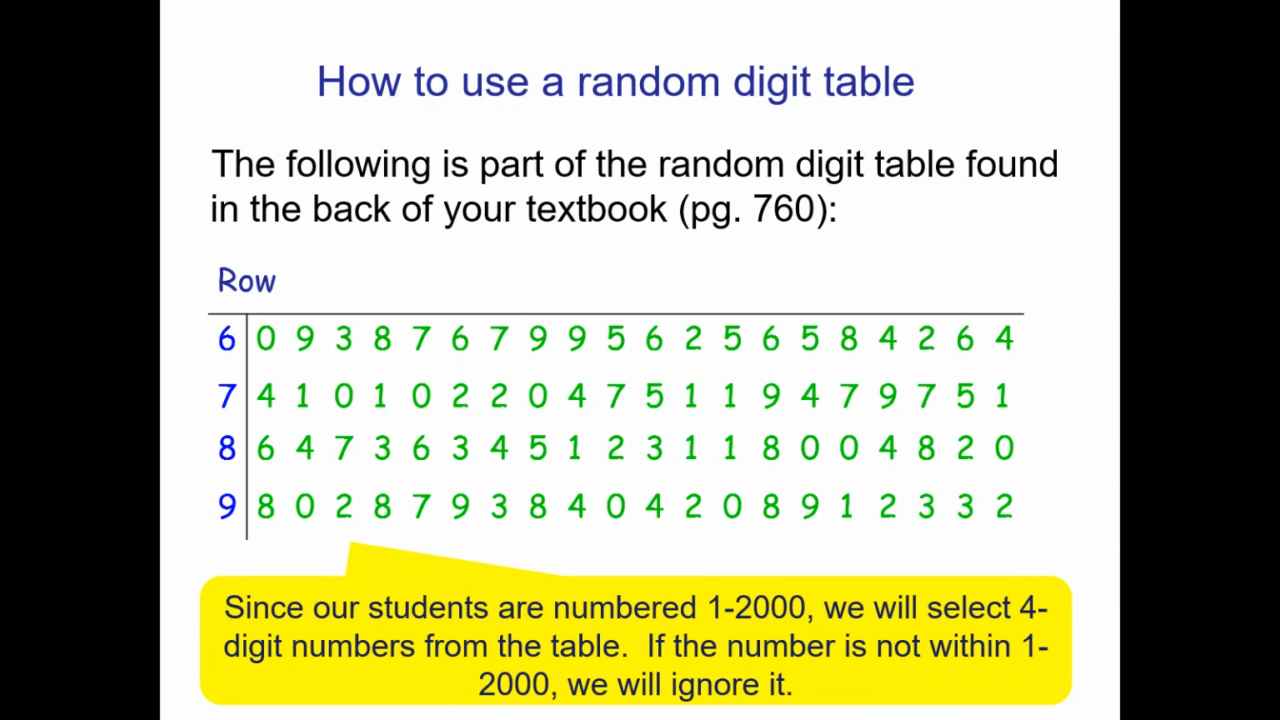 How to use a random digit table
The following is part of the random digit table found
in the back of your textbook (pg. 760):
Row
6 0 9 3 8 7 6 7 9 9 5 6 2 5 6 5 8 4 2 6 4
7 4 1 0 1 0 2 2 0 4 7 5 1 1 9 4 7 9 7 5 1
8 6 4 7 3 6 3 4 5 1 2 3 1 1 8 0 0 4 8 2 0
9 8 0 2 8 7 9 3 8 4 0 4 2 0 8 9 1 2 3 3 2
Since our students are numbered 1-2000, we will select 4-
digit numbers from the table.  If the number is not within 1-
2000, we will ignore it.